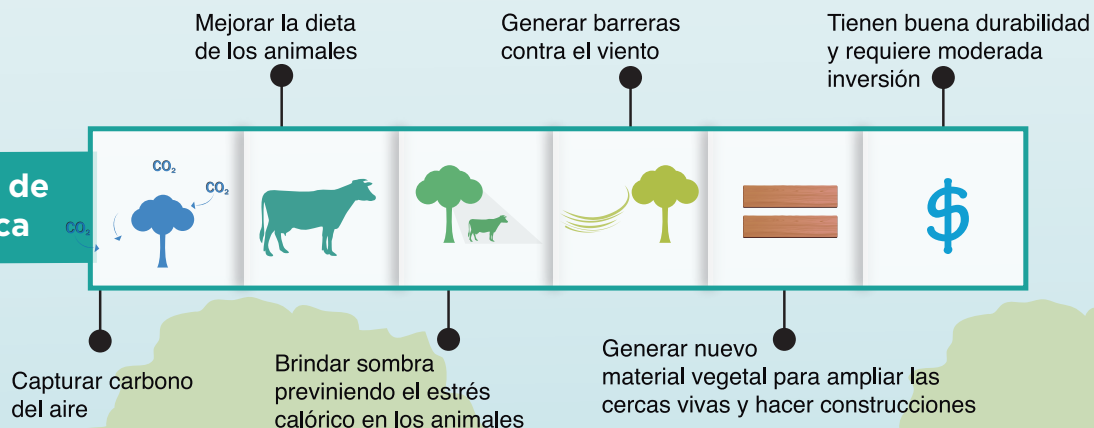 Mejorar la dieta
de los animales
Generar barreras
contra el viento
Tienen buena durabilidad
y requiere moderada
inversión
de
CO₂
CO₂
CO₂
$
Capturar carbono
del aire
Brindar sombra
previniendo el estrés
calórico en los animales
Generar nuevo
material vegetal para ampliar las
cercas vivas y hacer construcciones